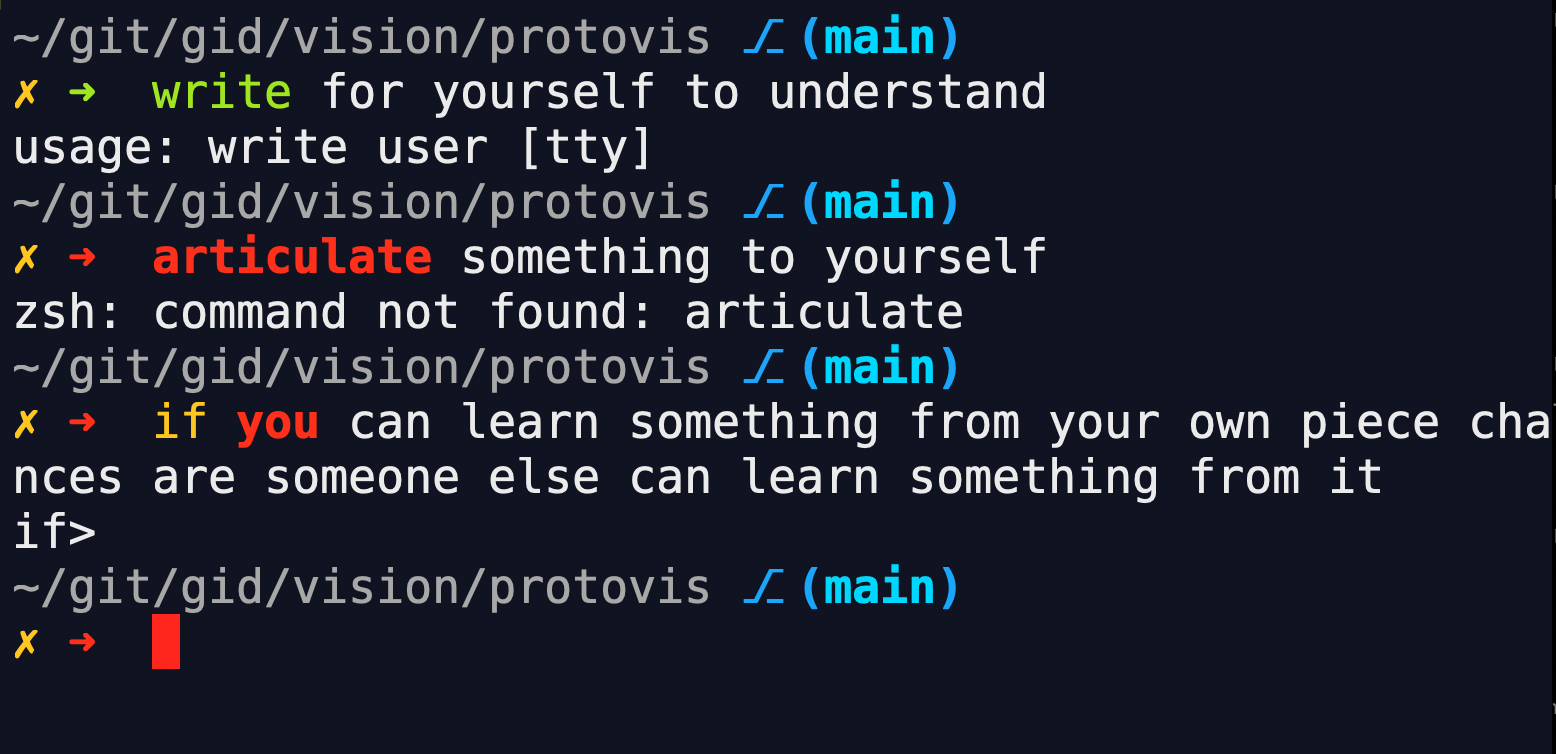 ~/git/gid/vision/protovis ⌥ (main)
✗ ➜ write for yourself to understand
usage: write user [tty]
~/git/gid/vision/protovis ⌥ (main)
✗ ➜ articulate something to yourself
zsh: command not found: articulate
~/git/gid/vision/protovis ⌥ (main)
✗ ➜ if you can learn something from your own piece cha
nces are someone else can learn something from it
if>
~/git/gid/vision/protovis ⌥ (main)
✗ ➜